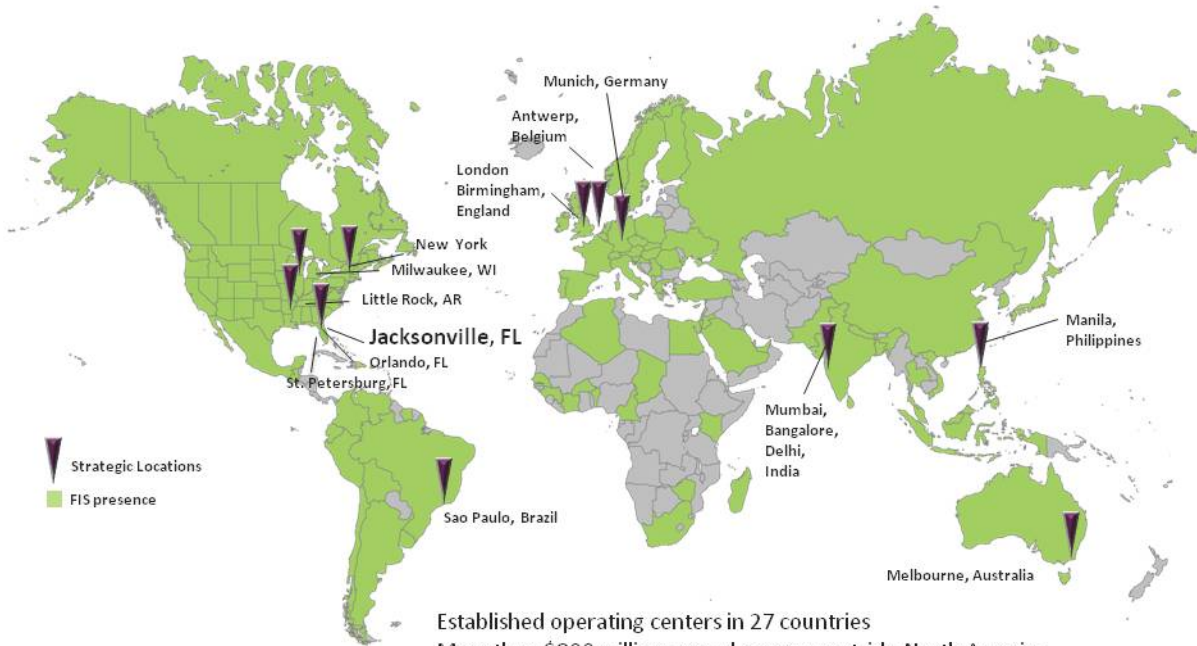 Munich, Germany
Antwerp,
Belgium
London
Birmingham,
England
New York
Milwaukee, WI
Little Rock, AR
Jacksonville, FL
Orlando, FL
St. Petersburg, FL
Manila,
Philippines
Mumbai,
Bangalore,
Delhi,
India
Strategic Locations
FIS presence
Sao Paulo, Brazil
Melbourne, Australia
Established operating centers in 27 countries